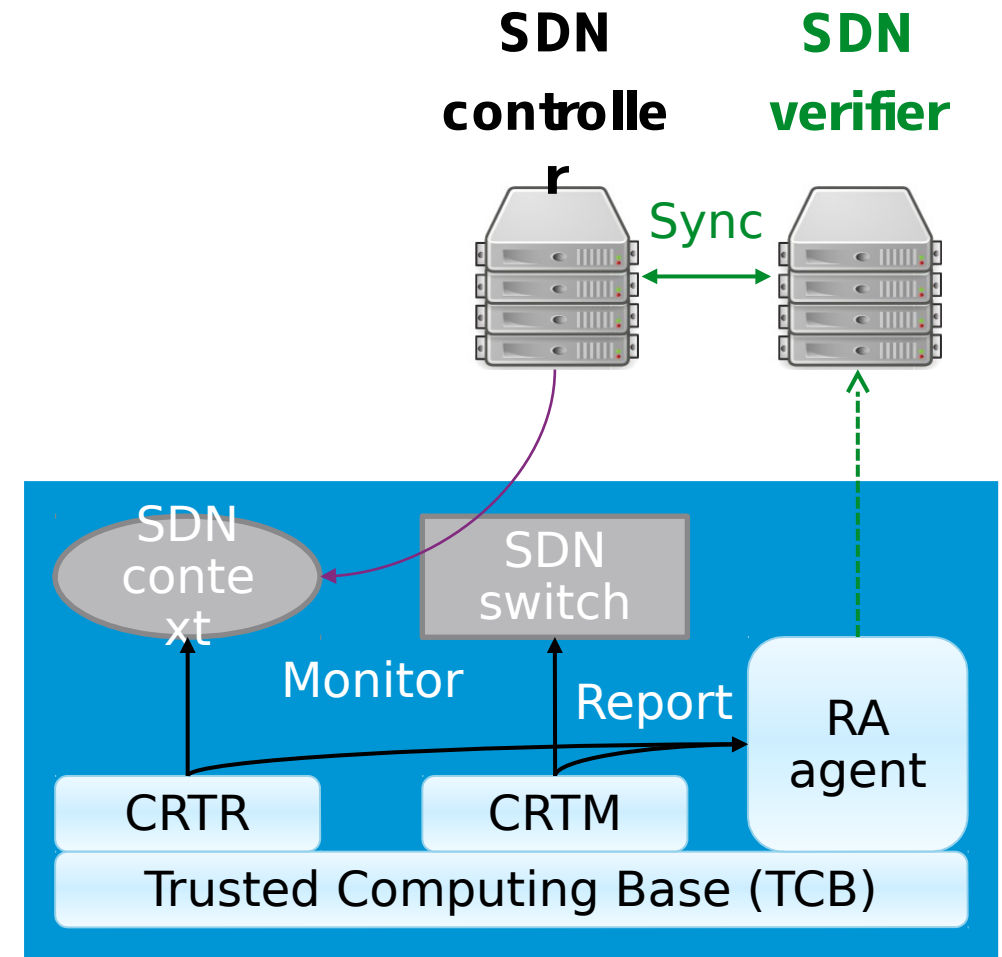 SDN
controlle
r
SDN
verifier
Sync
SDN
conte
xt
SDN
switch
Monitor
Report
RA
agent
CRTR
CRTM
Trusted Computing Base (TCB)